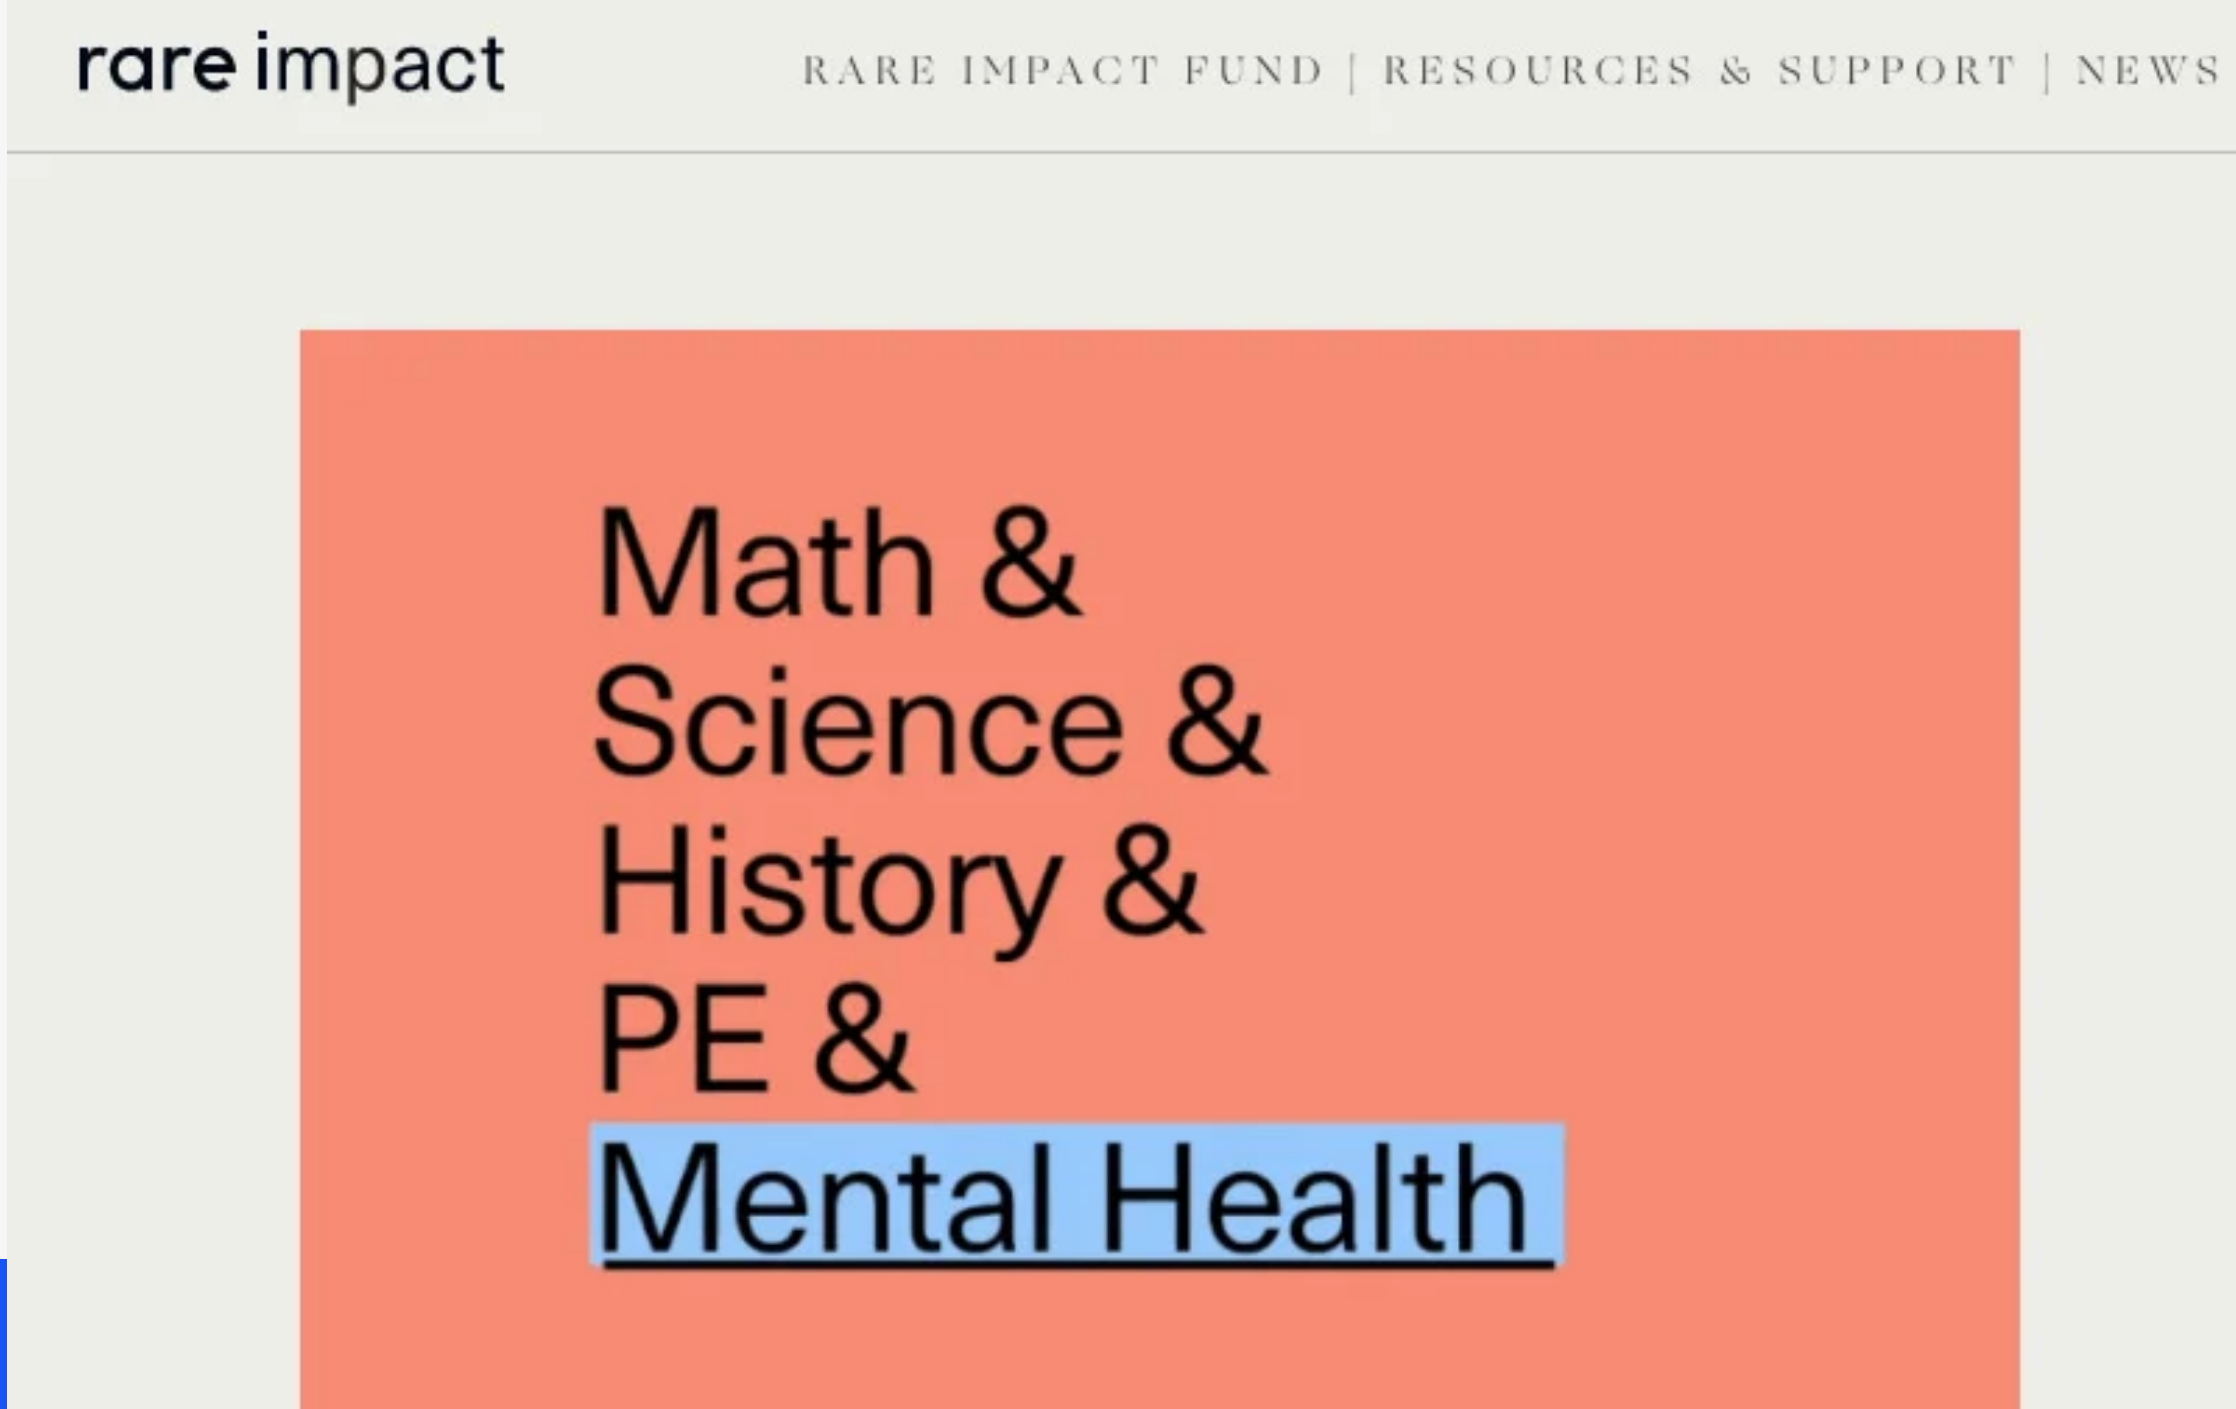 rare impact
RARE IMPACT FUND | RESOURCES & SUPPORT | NEWS
Math &
Science &
History &
PE &
Mental Health